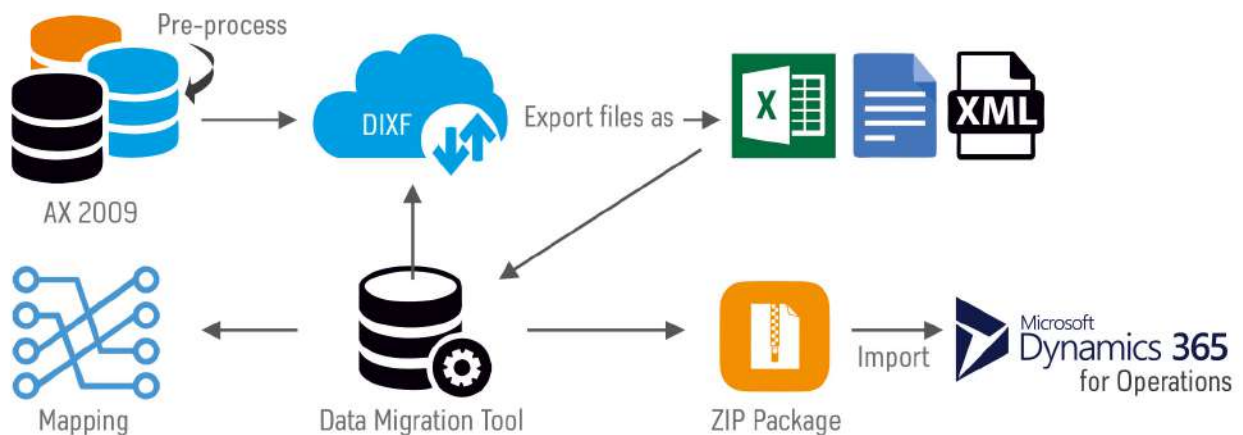 Pre-process
DIXF
Export files as
X
XML
AX 2009
Microsoft
Dynamics 365
for Operations
Import
Mapping
Data Migration Tool
ZIP Package